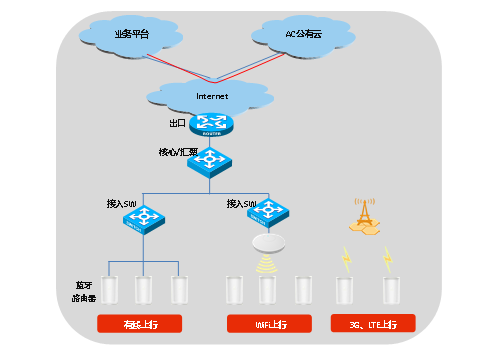 业务平台
AC公有云
Internet
出口
ROUTER
核心/汇聚
接入SW
接入SW
蓝牙
路由器
有线上行
WiFi上行
3G、LTE上行